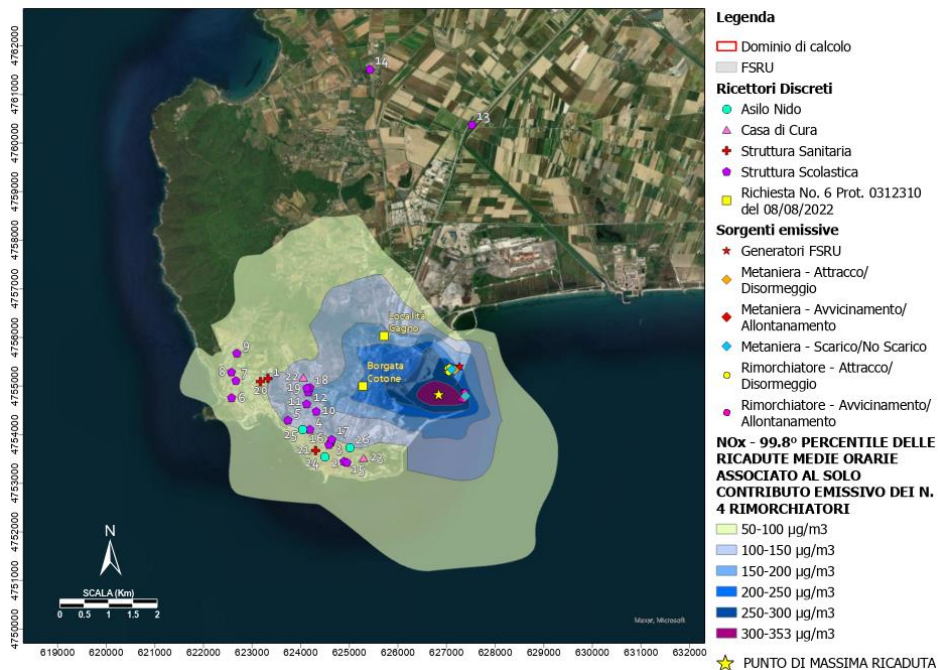 Legenda
Dominio di calcolo
FSRU
Ricettori Discreti
Asilo Nido
Casa di Cura
Struttura Sanitaria
Struttura Scolastica
Richiesta No. 6 Prot. 0312310
del 08/08/2022
Sorgenti emissive
Generatori FSRU
Metaniera - Attracco/
Disormeggio
Metaniera - Avvicinamento/
Allontanamento
Metaniera - Scarico/No Scarico
Rimorchiatore - Attracco/
Disormeggio
Rimorchiatore - Avvicinamento/
Allontanamento
NOx - 99.8º PERCENTILE DELLE
RICADUTE MEDIE ORARIE
ASSOCIATO AL SOLO
CONTRIBUTO EMISSIVO DEI N.
4 RIMORCHIATORI
50-100 µg/m3
100-150 µg/m3
150-200 µg/m3
200-250 µg/m3
250-300 µg/m3
300-353 µg/m3
PUNTO DI MASSIMA RICADUTA
4762000
4761000
4760000
4759000
4758000
4757000
4756000
4755000
4754000
4753000
4752000
4751000
4750000
14
13
Località
Gagno
Borgata
Cotone
9
8
7
6
20
1
22
18
19
12
11
10
5
4
25
16
17
3
26
21
24
2
15
23
N
SCALA (Km)
0 0.5 1 2
Maxar, Microsoft
619000 620000 621000 622000 623000 624000 625000 626000 627000 628000 629000 630000 631000 632000